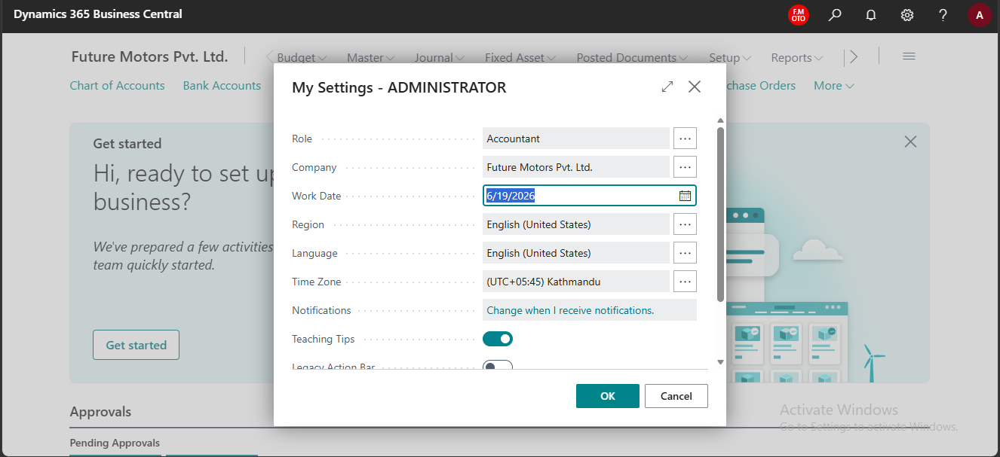 Dynamics 365 Business Central
F.M
OTO
?
A
Future Motors Pvt. Ltd.
Budget
Master
Journal
Fixed Asset
Posted Documents
Setup
Reports
Chart of Accounts
Bank Accounts
chase Orders
More
My Settings - ADMINISTRATOR
Get started
Hi, ready to set up
business?
We've prepared a few activities
team quickly started.
Get started
Role
Accountant
Company
Future Motors Pvt. Ltd.
Work Date
6/19/2026
Region
English (United States)
Language
English (United States)
Time Zone
(UTC+05:45) Kathmandu
Notifications
Change when I receive notifications.
Teaching Tips
Legacy Action Bar
OK
Cancel
Approvals
Pending Approvals
Activate Windows
Go to Settings to activate Windows.